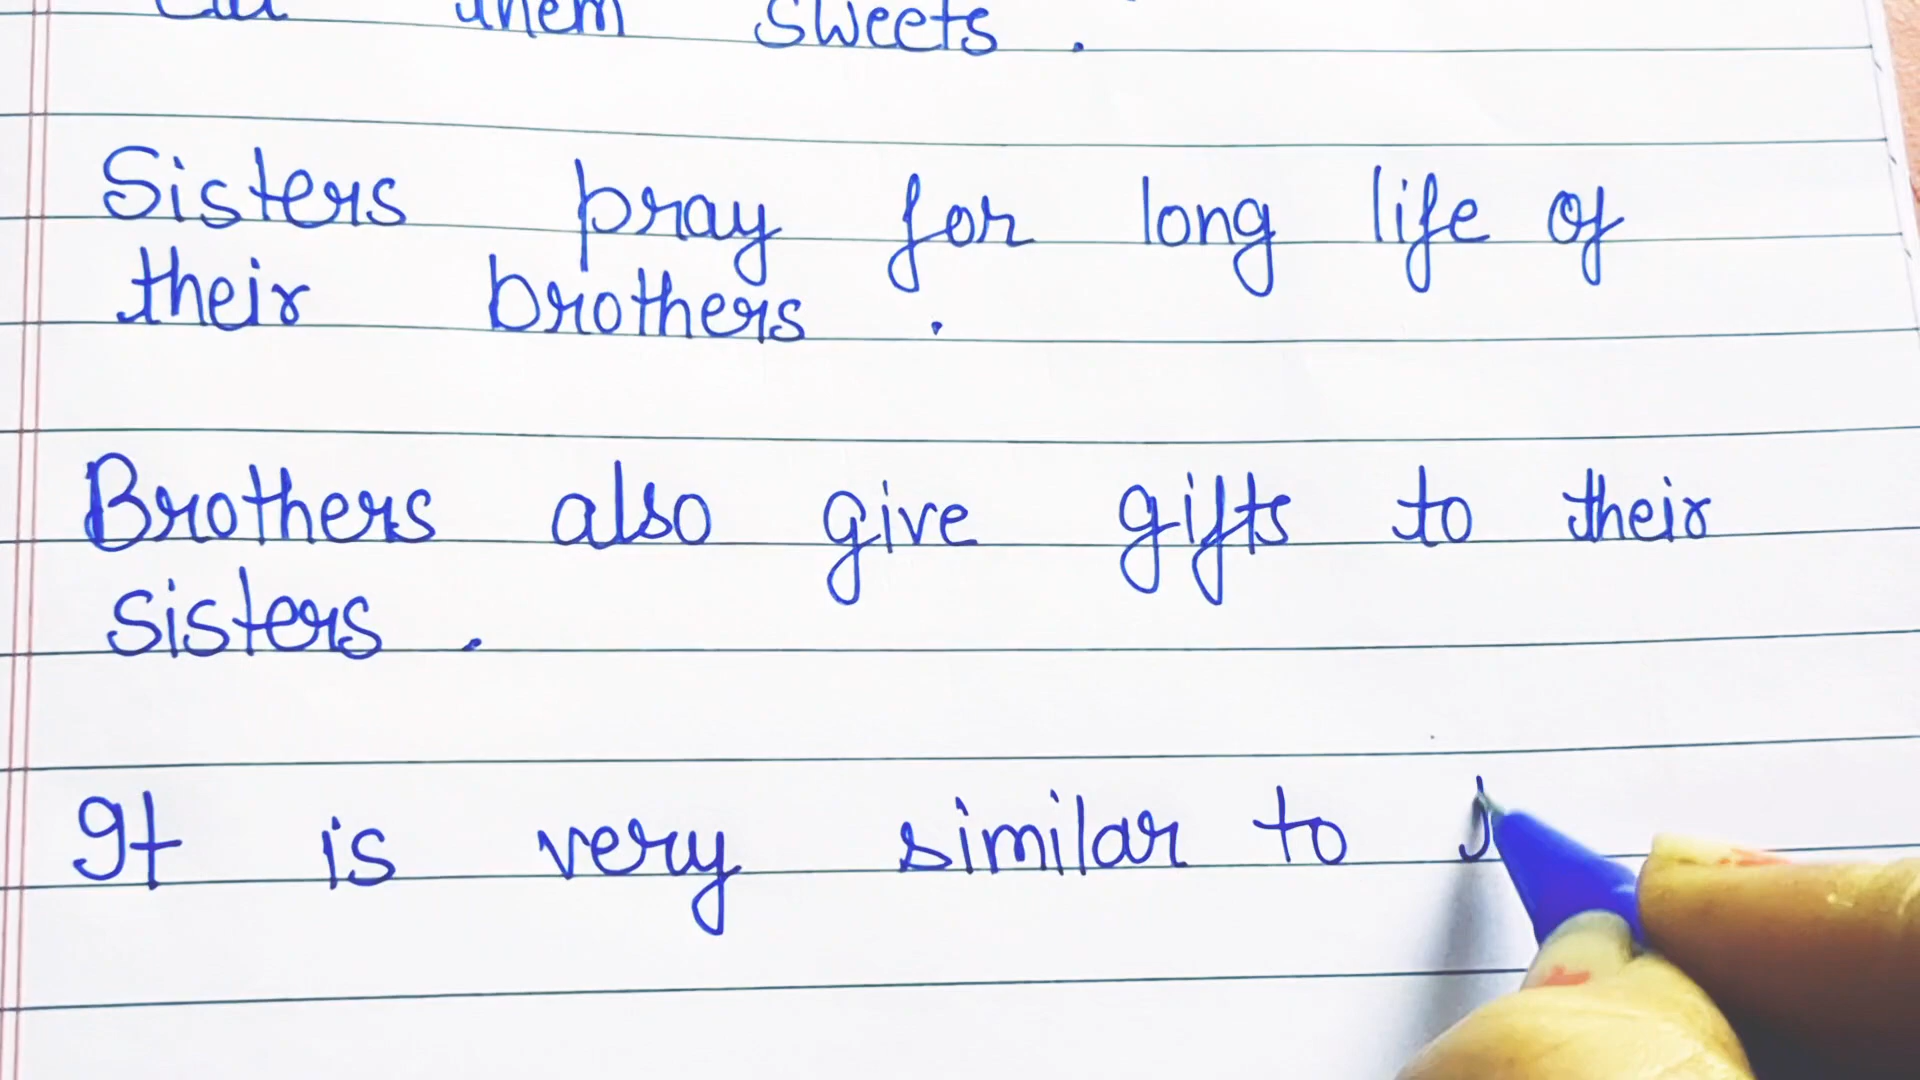 them sweets .
Sisters pray for long life of
their brothers .
Brothers also give gifts to their
sisters .
It is very similar to